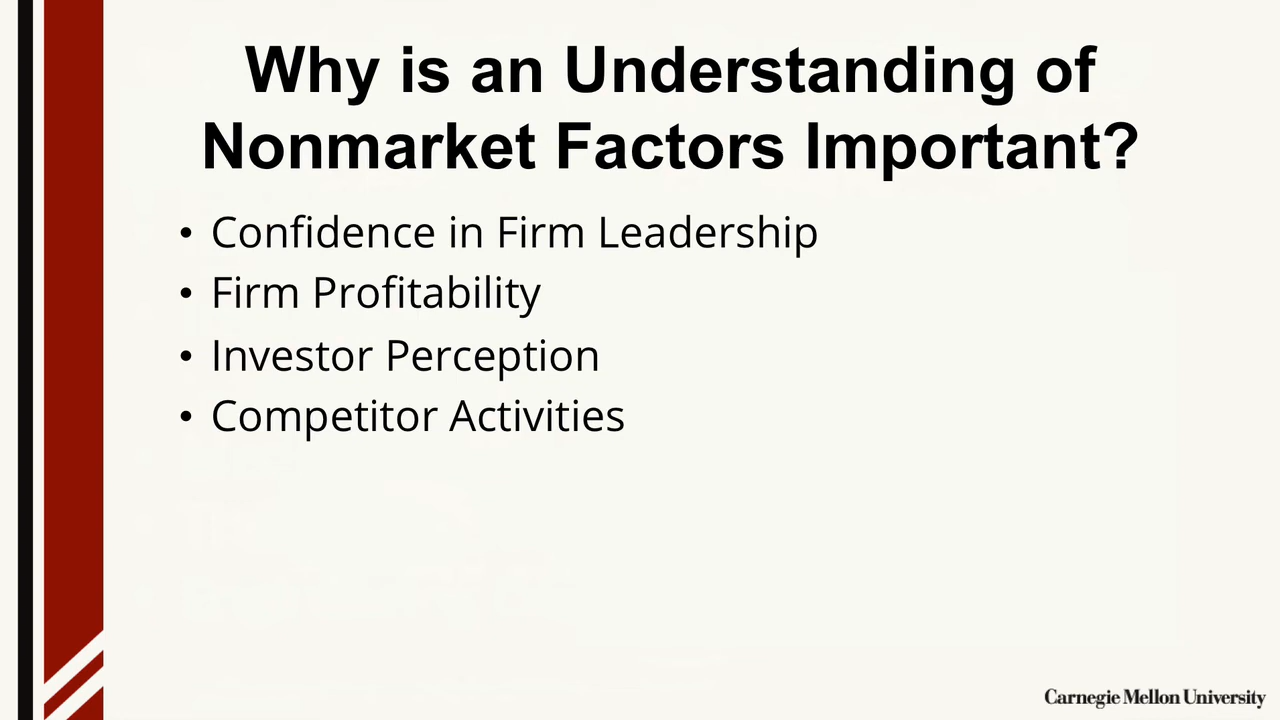 Why is an Understanding of
Nonmarket Factors Important?
• Confidence in Firm Leadership
• Firm Profitability
• Investor Perception
• Competitor Activities
Carnegie Mellon University